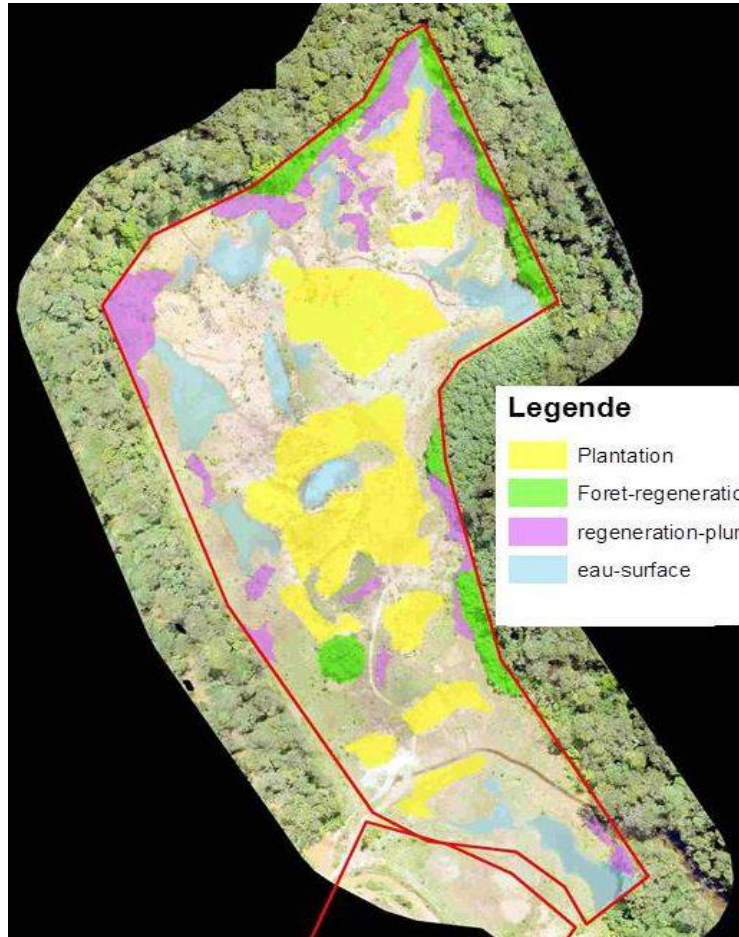 Legende
Plantation
Foret-regeneratio
regeneration-plur
eau-surface